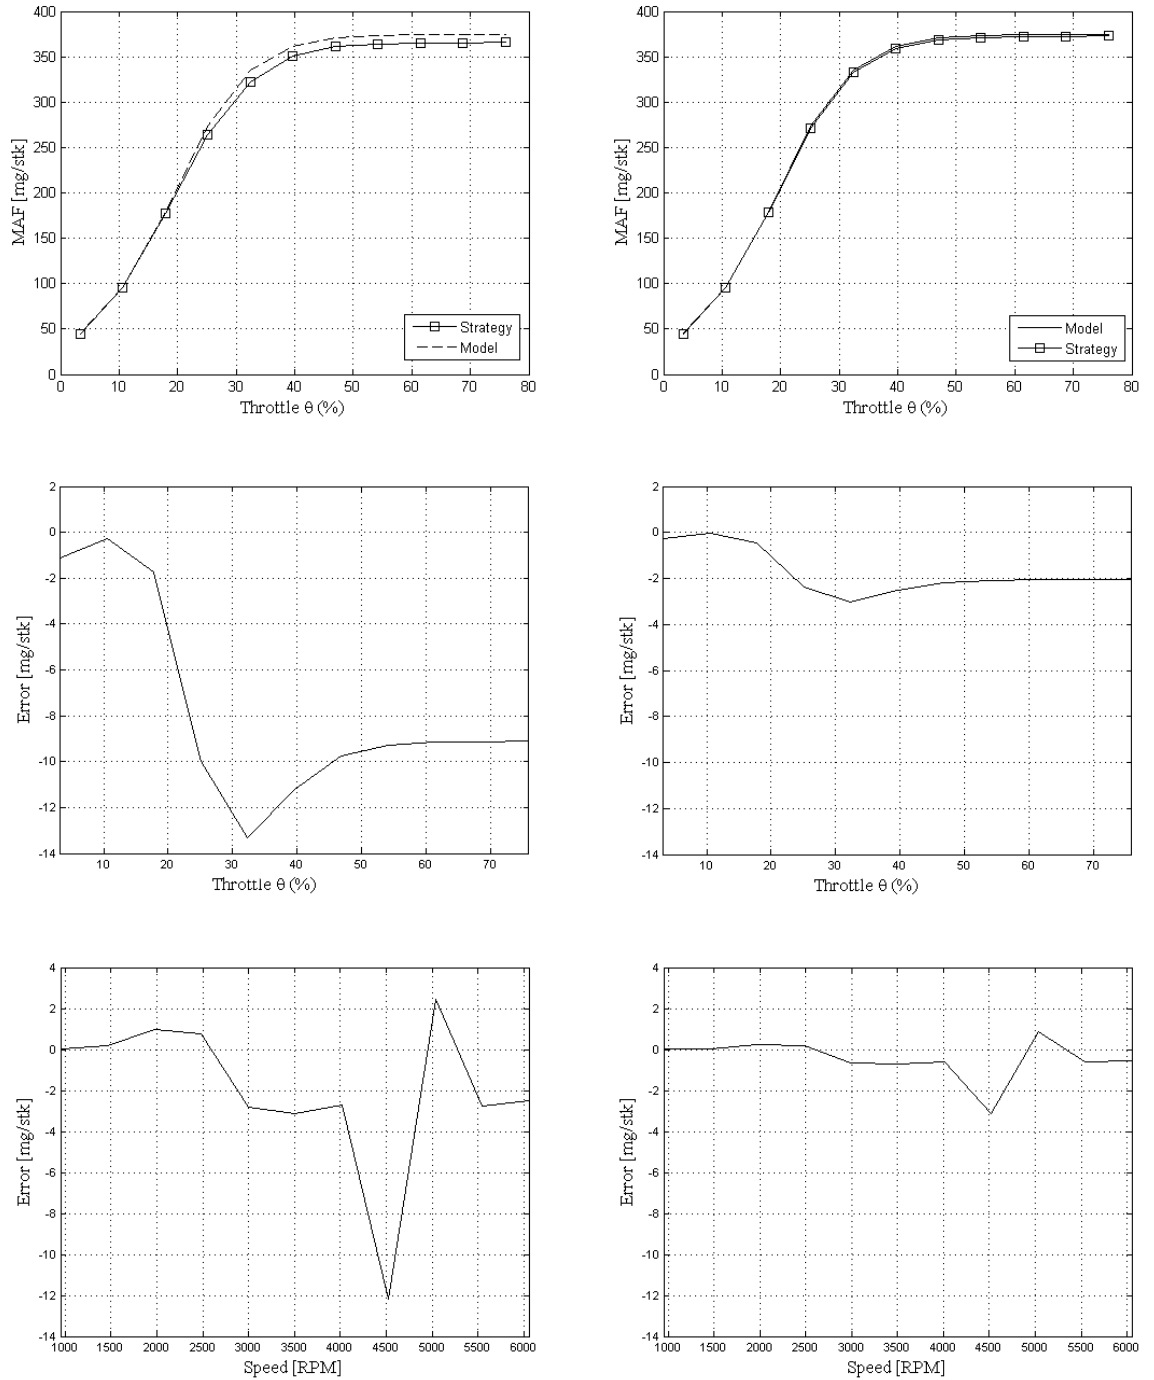 400
350
300
250
200
150
100
50
0
MAF [mg/stk]
Strategy
Model
0 10 20 30 40 50 60 70 80
Throttle θ (%)
400
350
300
250
200
150
100
50
0
MAF [mg/stk]
Model
Strategy
0 10 20 30 40 50 60 70 80
Throttle θ (%)
2
0
-2
-4
-6
-8
-10
-12
-14
Error [mg/stk]
10 20 30 40 50 60 70
Throttle θ (%)
2
0
-2
-4
-6
-8
-10
-12
-14
Error [mg/stk]
10 20 30 40 50 60 70
Throttle θ (%)
4
2
0
-2
-4
-6
-8
-10
-12
-14
Error [mg/stk]
1000 1500 2000 2500 3000 3500 4000 4500 5000 5500 6000
Speed [RPM]
4
2
0
-2
-4
-6
-8
-10
-12
-14
Error [mg/stk]
1000 1500 2000 2500 3000 3500 4000 4500 5000 5500 6000
Speed [RPM]